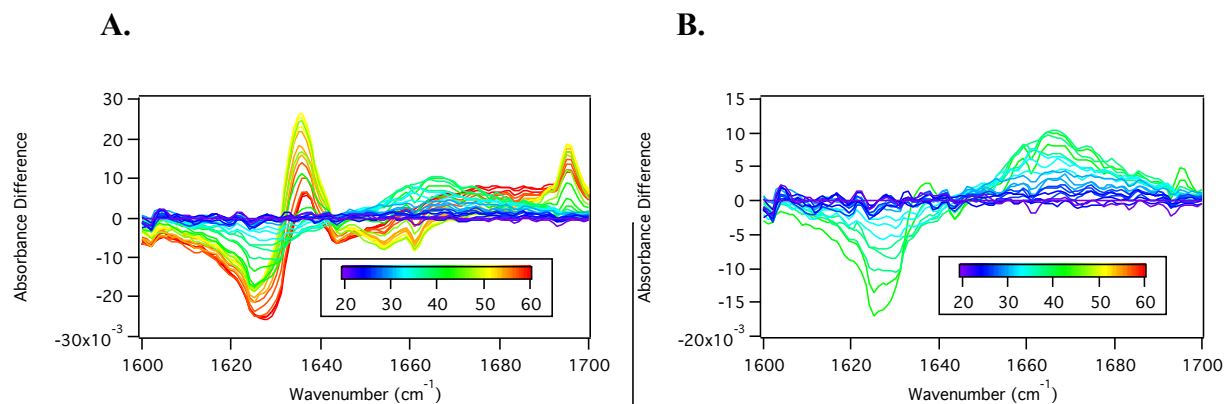 A.
Absorbance Difference
30
20
10
0
-10
-20
-30x10⁻³
20 30 40 50 60
1600 1620 1640 1660 1680 1700
Wavenumber (cm⁻¹)
B.
Absorbance Difference
15
10
5
0
-5
-10
-15
-20x10⁻³
20 30 40 50 60
1600 1620 1640 1660 1680 1700
Wavenumber (cm⁻¹)